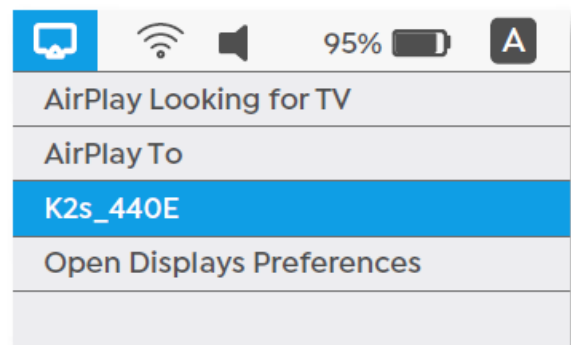 95% A
AirPlay Looking for TV
AirPlay To
K2s_440E
Open Displays Preferences